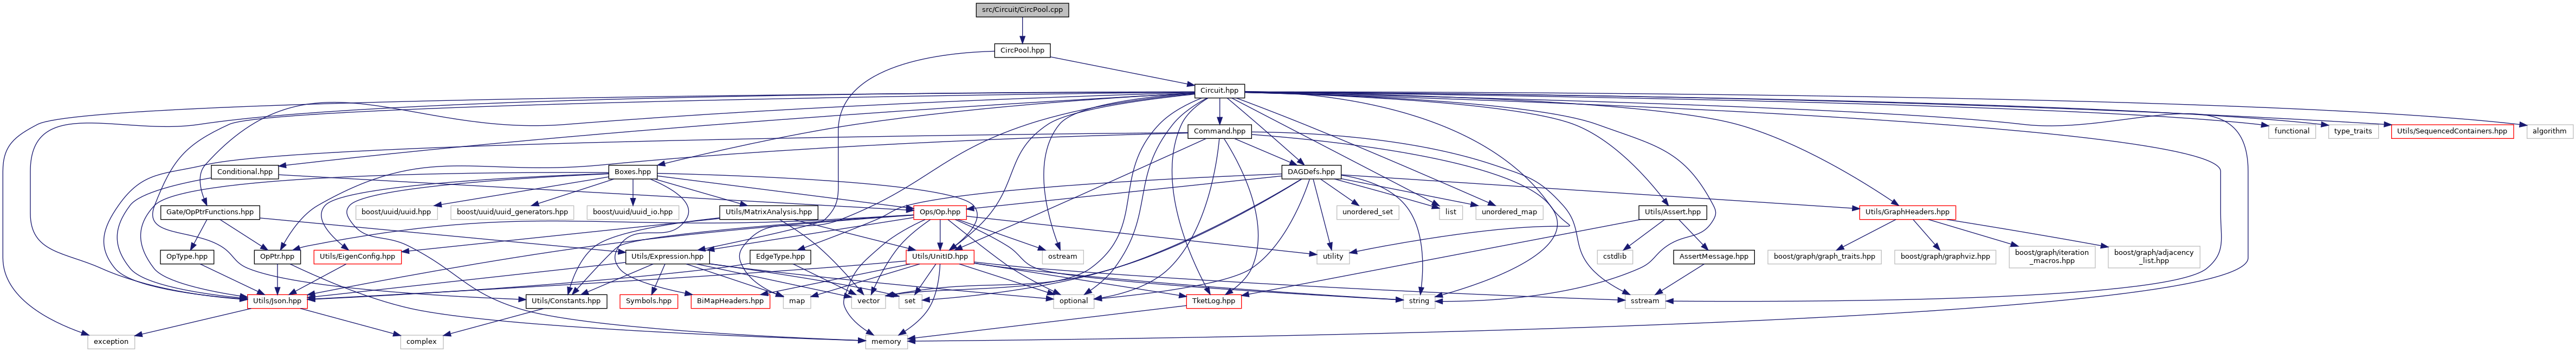 src/Circuit/CircPool.cpp
CircPool.hpp
Circuit.hpp
Command.hpp
functional
type_traits
Utils/SequencedContainers.hpp
algorithm
Conditional.hpp
Boxes.hpp
DAGDefs.hpp
Gate/OpPtrFunctions.hpp
boost/uuid/uuid.hpp
boost/uuid/uuid_generators.hpp
boost/uuid/uuid_io.hpp
Utils/MatrixAnalysis.hpp
Ops/Op.hpp
unordered_set
list
unordered_map
Utils/Assert.hpp
Utils/GraphHeaders.hpp
OpType.hpp
OpPtr.hpp
Utils/EigenConfig.hpp
Utils/Expression.hpp
EdgeType.hpp
Utils/UnitID.hpp
ostream
utility
cstdlib
AssertMessage.hpp
boost/graph/graph_traits.hpp
boost/graph/graphviz.hpp
boost/graph/iteration
_macros.hpp
boost/graph/adjacency
_list.hpp
Utils/Json.hpp
Utils/Constants.hpp
Symbols.hpp
BiMapHeaders.hpp
map
vector
set
optional
TketLog.hpp
string
sstream
exception
complex
memory